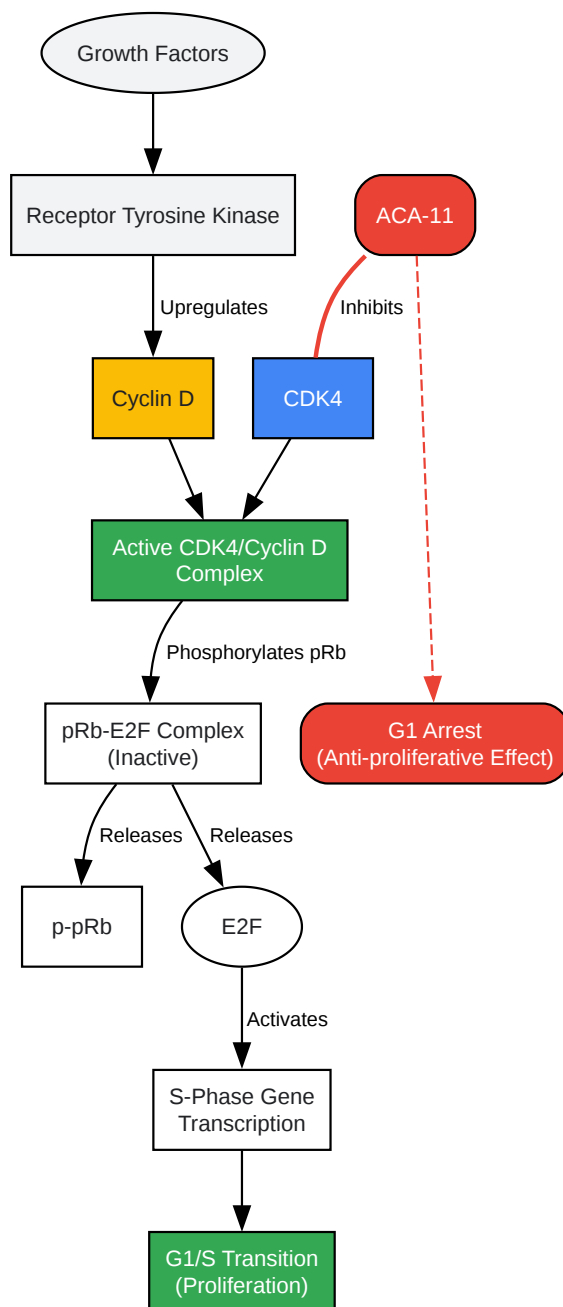 Growth Factors
Receptor Tyrosine Kinase
ACA-11
Upregulates
Inhibits
Cyclin D
CDK4
Active CDK4/Cyclin D
Complex
Phosphorylates pRb
pRb-E2F Complex
(Inactive)
G1 Arrest
(Anti-proliferative Effect)
Releases
Releases
p-pRb
E2F
Activates
S-Phase Gene
Transcription
G1/S Transition
(Proliferation)